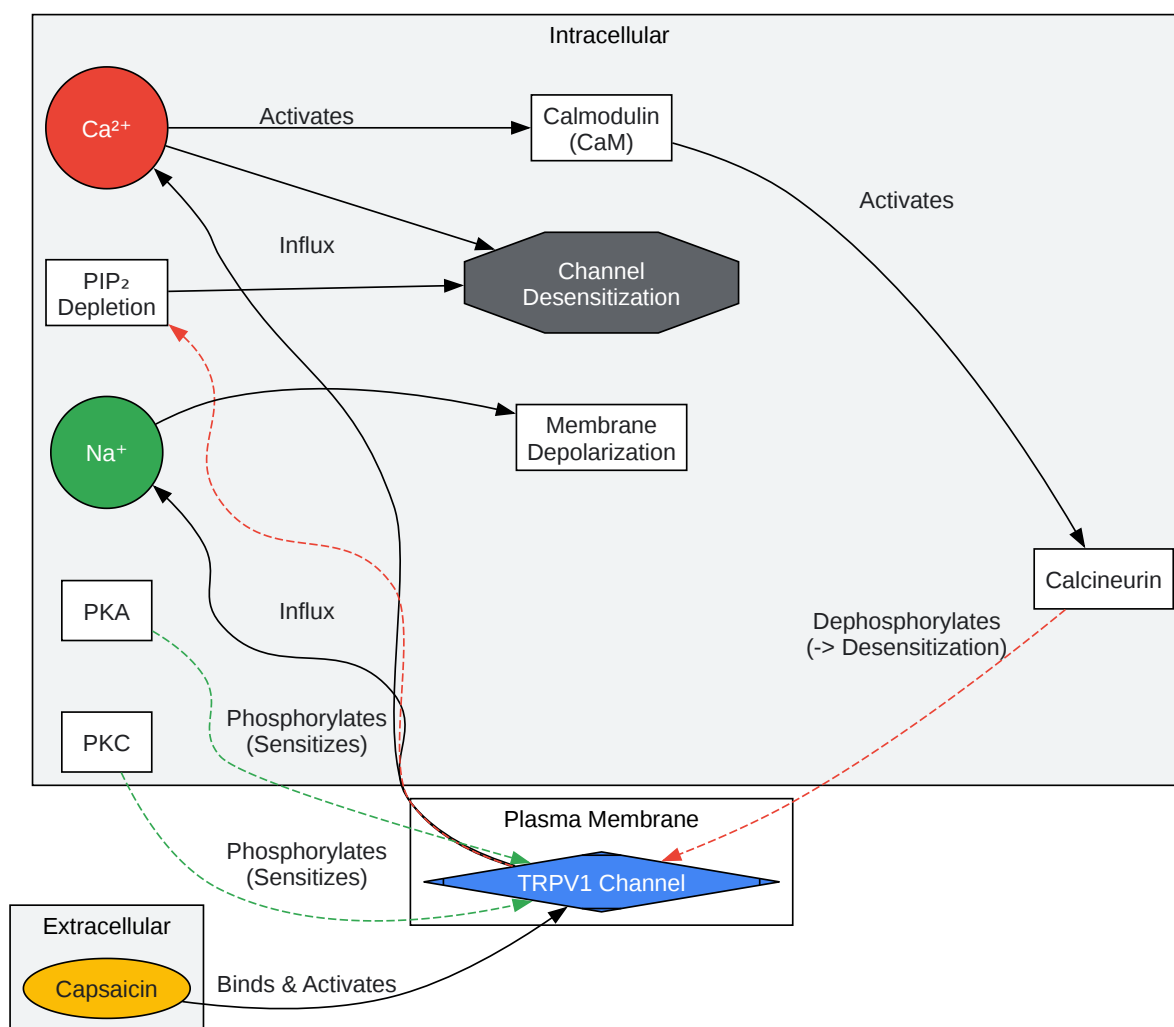 Intracellular
Ca²⁺
Activates
Calmodulin
(CaM)
Activates
Influx
Channel
Desensitization
PIP₂
Depletion
Membrane
Depolarization
Na⁺
Calcineurin
PKA
Influx
Dephosphorylates
(-> Desensitization)
Phosphorylates
(Sensitizes)
PKC
Plasma Membrane
TRPV1 Channel
Phosphorylates
(Sensitizes)
Extracellular
Capsaicin
Binds & Activates